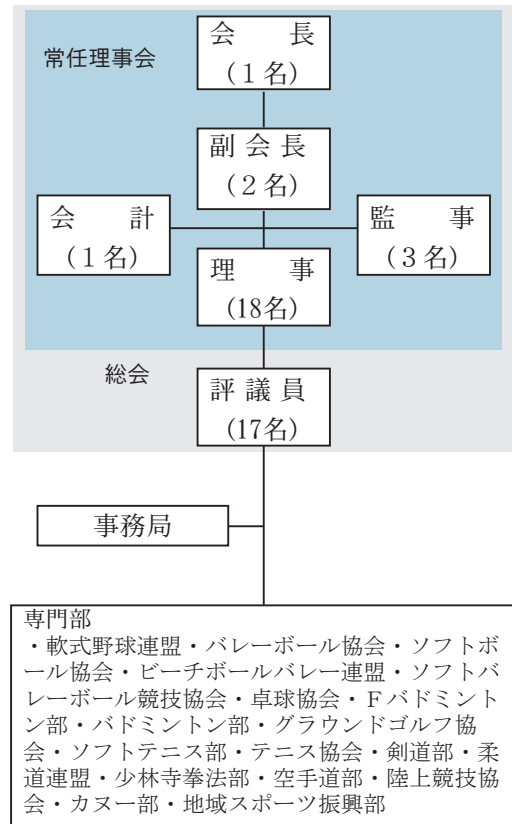 常任理事会
会長
(1名)
副会長
(2名)
会計
(1名)
監事
(3名)
理事
(18名)
総会
評議員
(17名)
事務局
専門部
・軟式野球連盟・バレーボール協会・ソフトボ
ール協会・ビーチボールバレー連盟・ソフトバ
レーボール競技協会・卓球協会・Fバドミント
ン部・バドミントン部・グラウンドゴルフ協
会・ソフトテニス部・テニス協会・剣道部・柔
道連盟・少林寺拳法部・空手道部・陸上競技協
会・カヌー部・地域スポーツ振興部